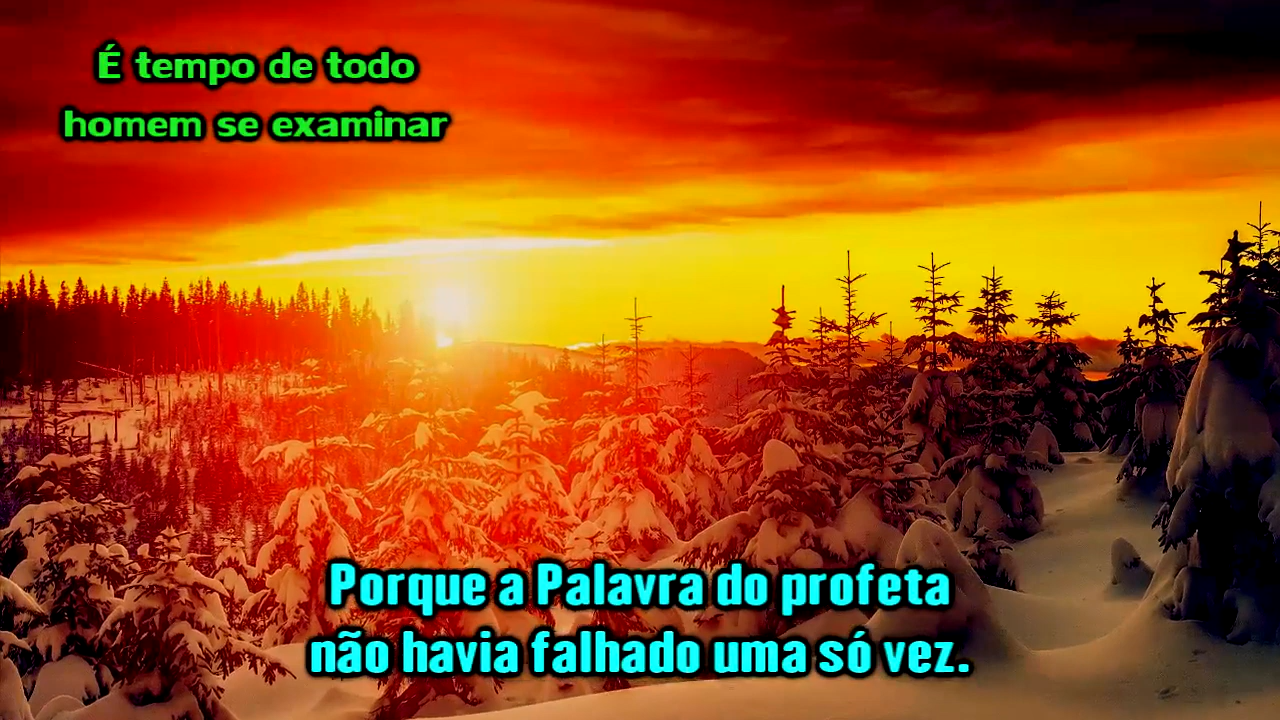 É tempo de todo
homem se examinar
Porque a Palavra do profeta
não havia falhado uma só vez.